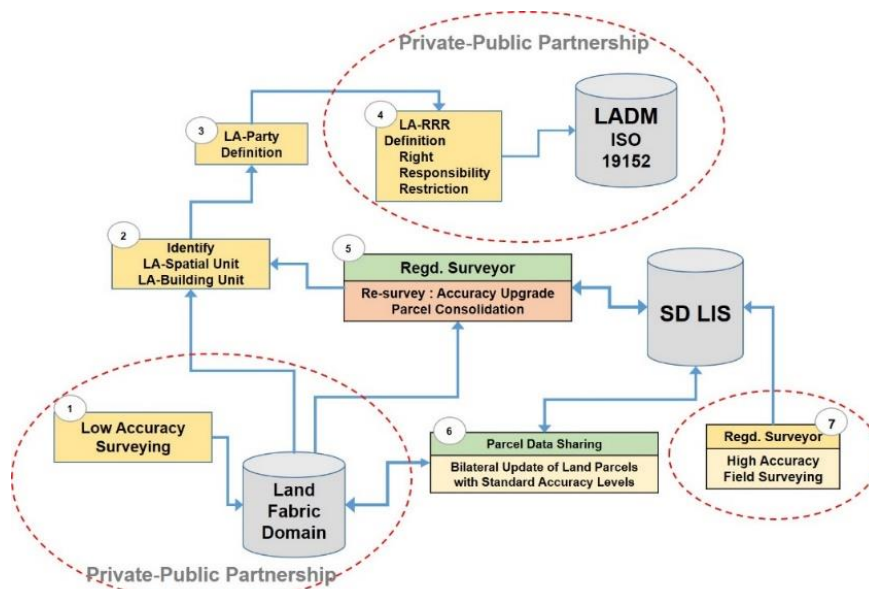 Private-Public Partnership
3
LA-Party
Definition
4
LA-RRR
Definition
Right
Responsibility
Restriction
LADM
ISO
19152
2
Identify
LA-Spatial Unit
LA-Building Unit
5
Regd. Surveyor
Re-survey : Accuracy Upgrade
Parcel Consolidation
SD LIS
1
Low Accuracy
Surveying
Land
Fabric
Domain
6
Parcel Data Sharing
Bilateral Update of Land Parcels
with Standard Accuracy Levels
7
Regd. Surveyor
High Accuracy
Field Surveying
Private-Public Partnership